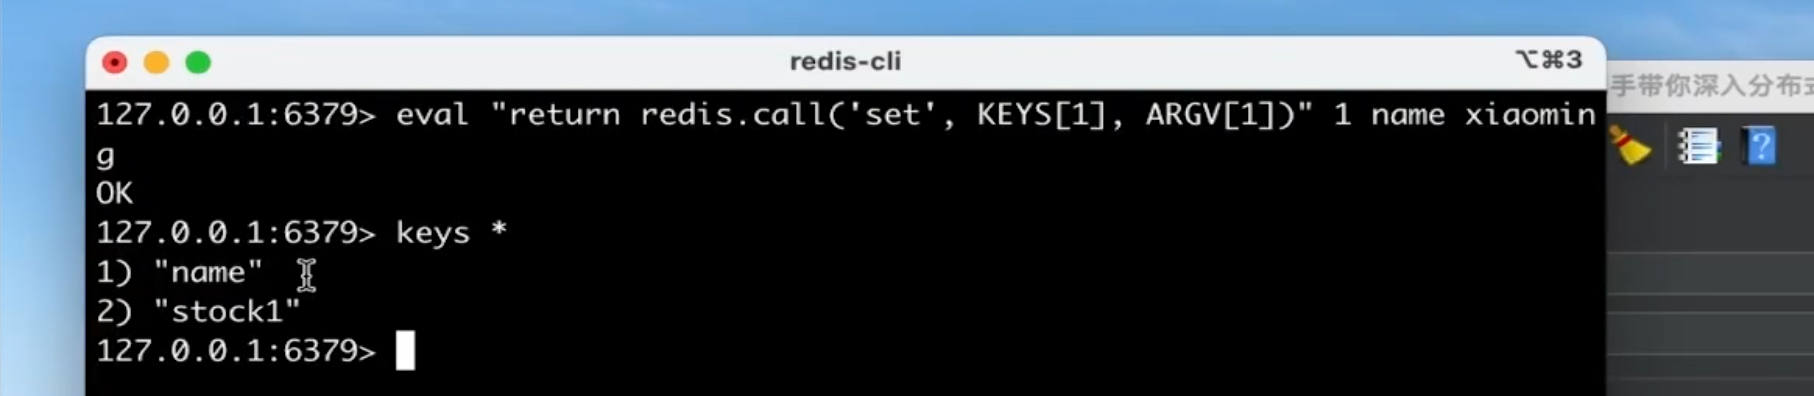 redis-cli
⌥⌘3
手带你深入分布式
127.0.0.1:6379> eval "return redis.call('set', KEYS[1], ARGV[1])" 1 name xiaomin
g
OK
127.0.0.1:6379> keys *
1) "name"
2) "stock1"
127.0.0.1:6379>